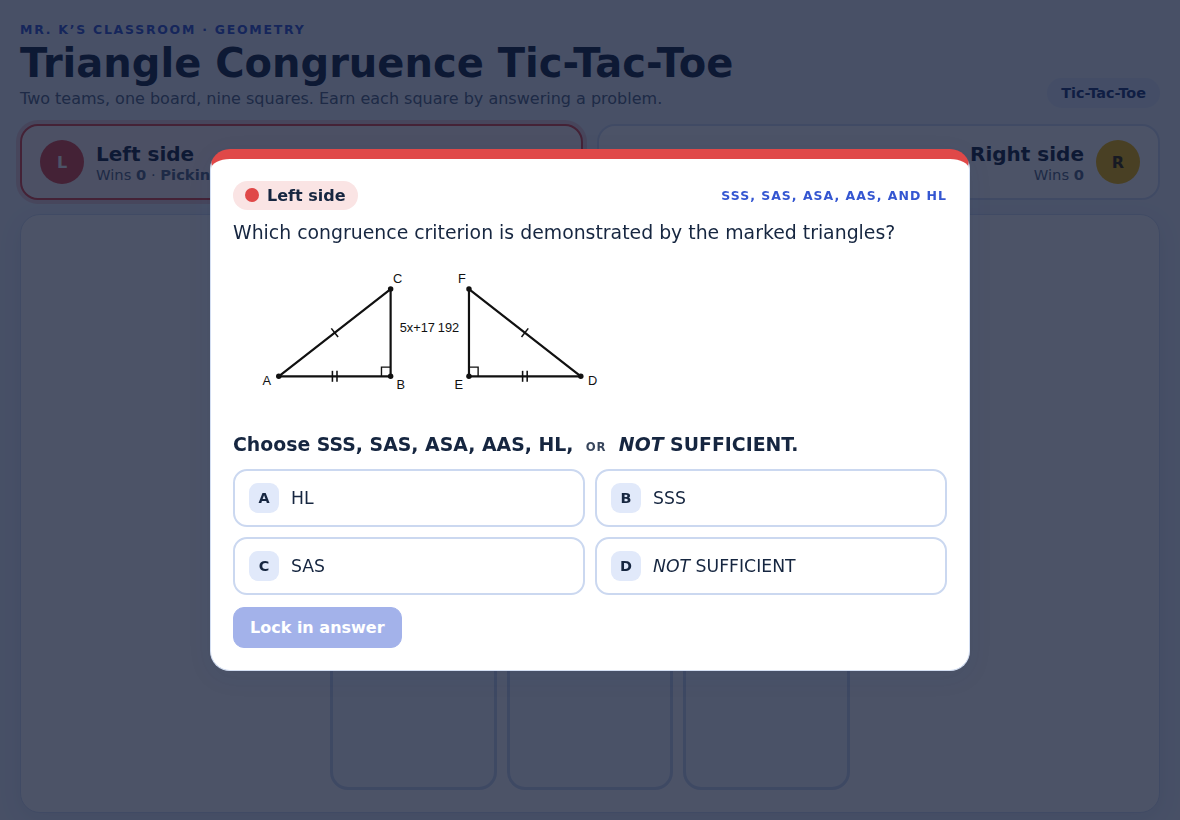 MR. K’S CLASSROOM · GEOMETRY
Triangle Congruence Tic-Tac-Toe
Two teams, one board, nine squares. Earn each square by answering a problem.
Tic-Tac-Toe
L
Left side
Wins 0 · Pickin
Right side
Wins 0
R
Left side
SSS, SAS, ASA, AAS, AND HL
Which congruence criterion is demonstrated by the marked triangles?
C F
5x+17 192
A B E D
Choose SSS, SAS, ASA, AAS, HL, OR NOT SUFFICIENT.
A HL
B SSS
C SAS
D NOT SUFFICIENT
Lock in answer